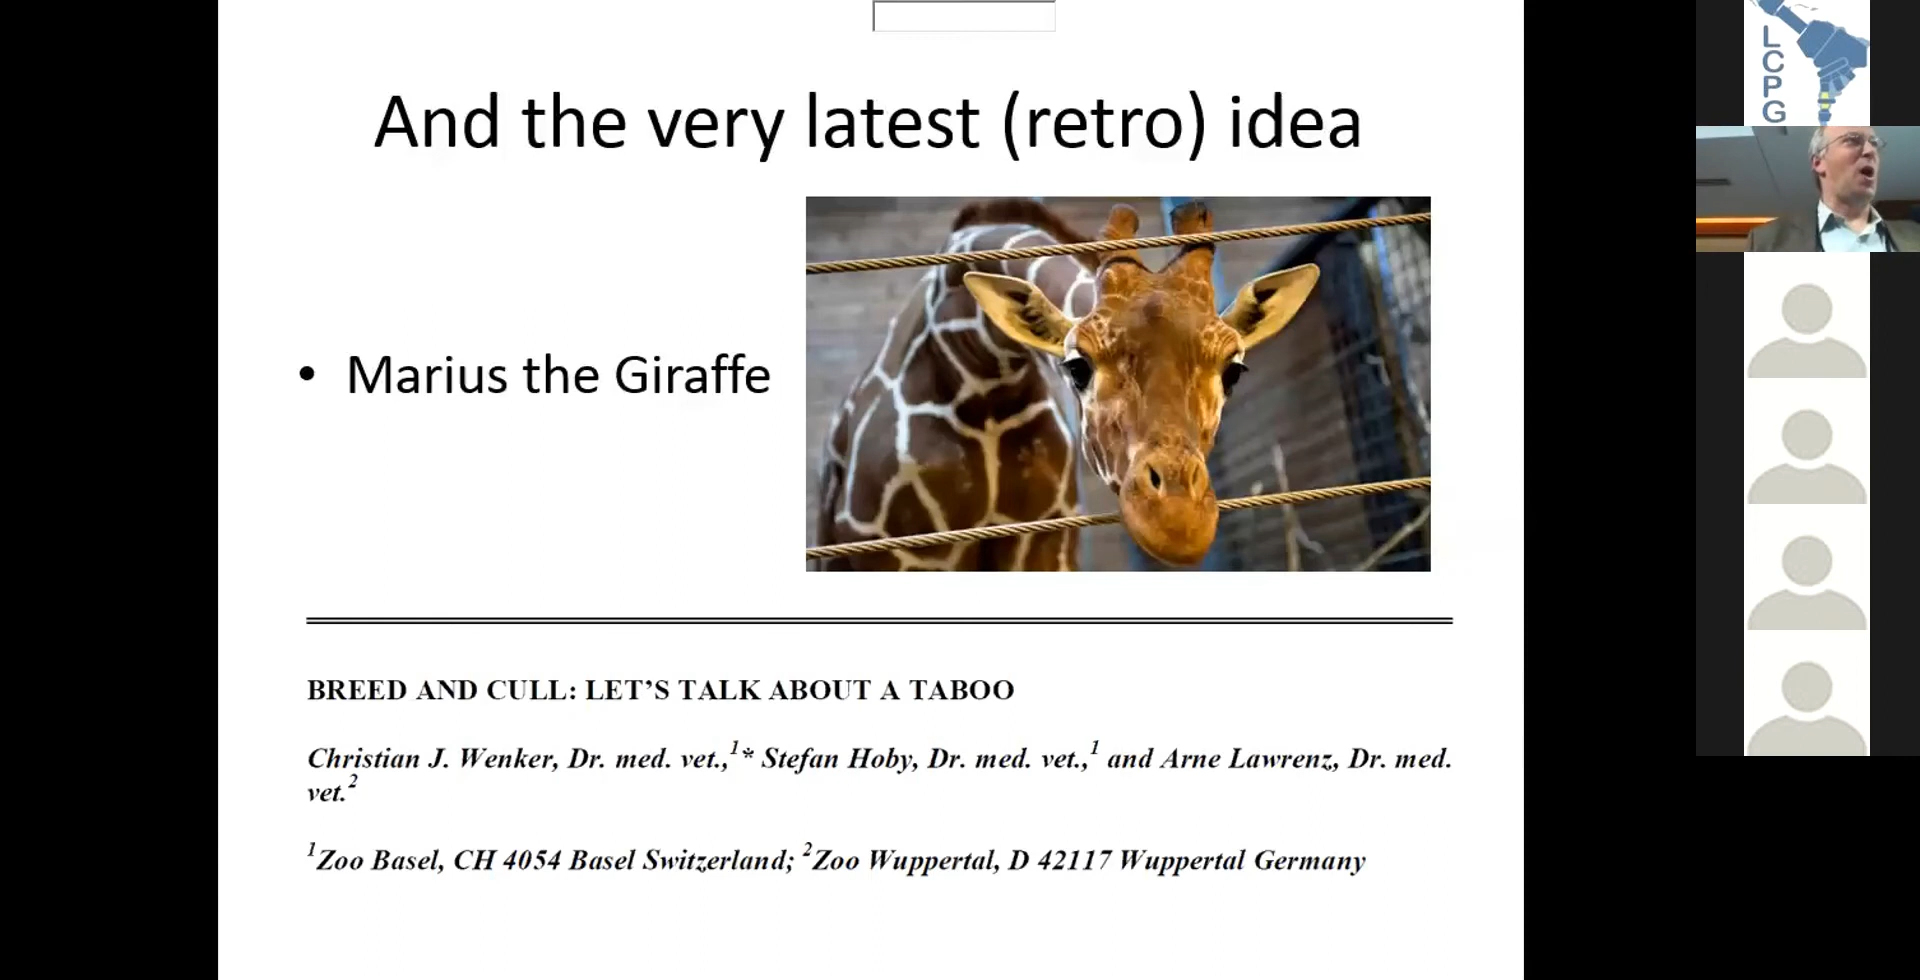 And the very latest (retro) idea
• Marius the Giraffe
BREED AND CULL: LET'S TALK ABOUT A TABOO
Christian J. Wenker, Dr. med. vet.,1* Stefan Hoby, Dr. med. vet.,1 and Arne Lawrenz, Dr. med.
vet.2
1Zoo Basel, CH 4054 Basel Switzerland; 2Zoo Wuppertal, D 42117 Wuppertal Germany
L
C
P
G